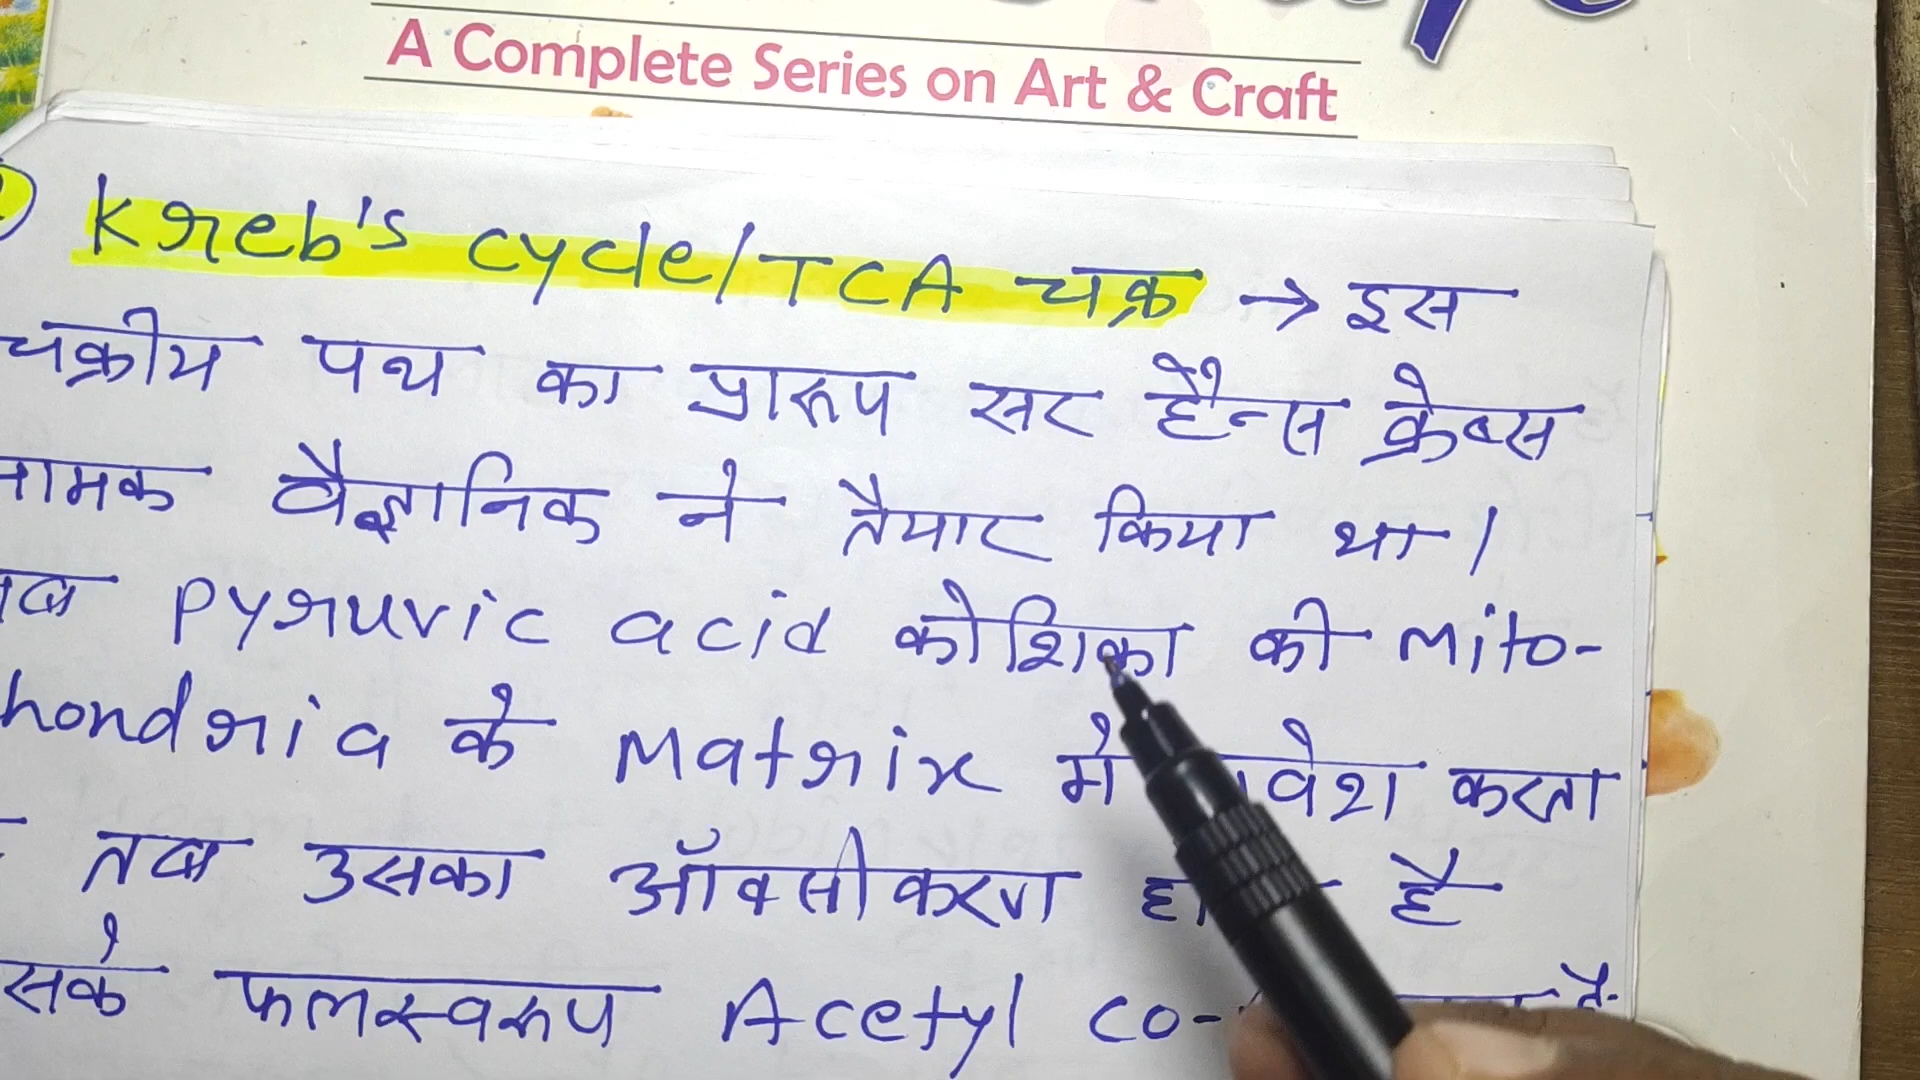 A Complete Series on Art & Craft
Kreb's cycle/TCA चक्र → इस
चक्रीय पथ का प्रारूप सर हैन्स क्रेब्स
नामक वैज्ञानिक ने तैयार किया था।
Pyruvic acid कोशिका की Mito-
hondria के Matrix में करता
तब उसका ऑक्सीकरण है
फलस्वरूप Acetyl co-